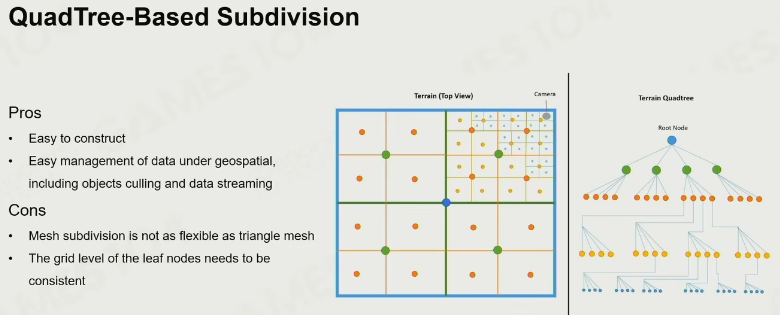 QuadTree-Based Subdivision
Pros
• Easy to construct
• Easy management of data under geospatial,
including objects culling and data streaming
Cons
• Mesh subdivision is not as flexible as triangle mesh
• The grid level of the leaf nodes needs to be
consistent
Terrain (Top View)
Camera
Terrain Quadtree
Root Node